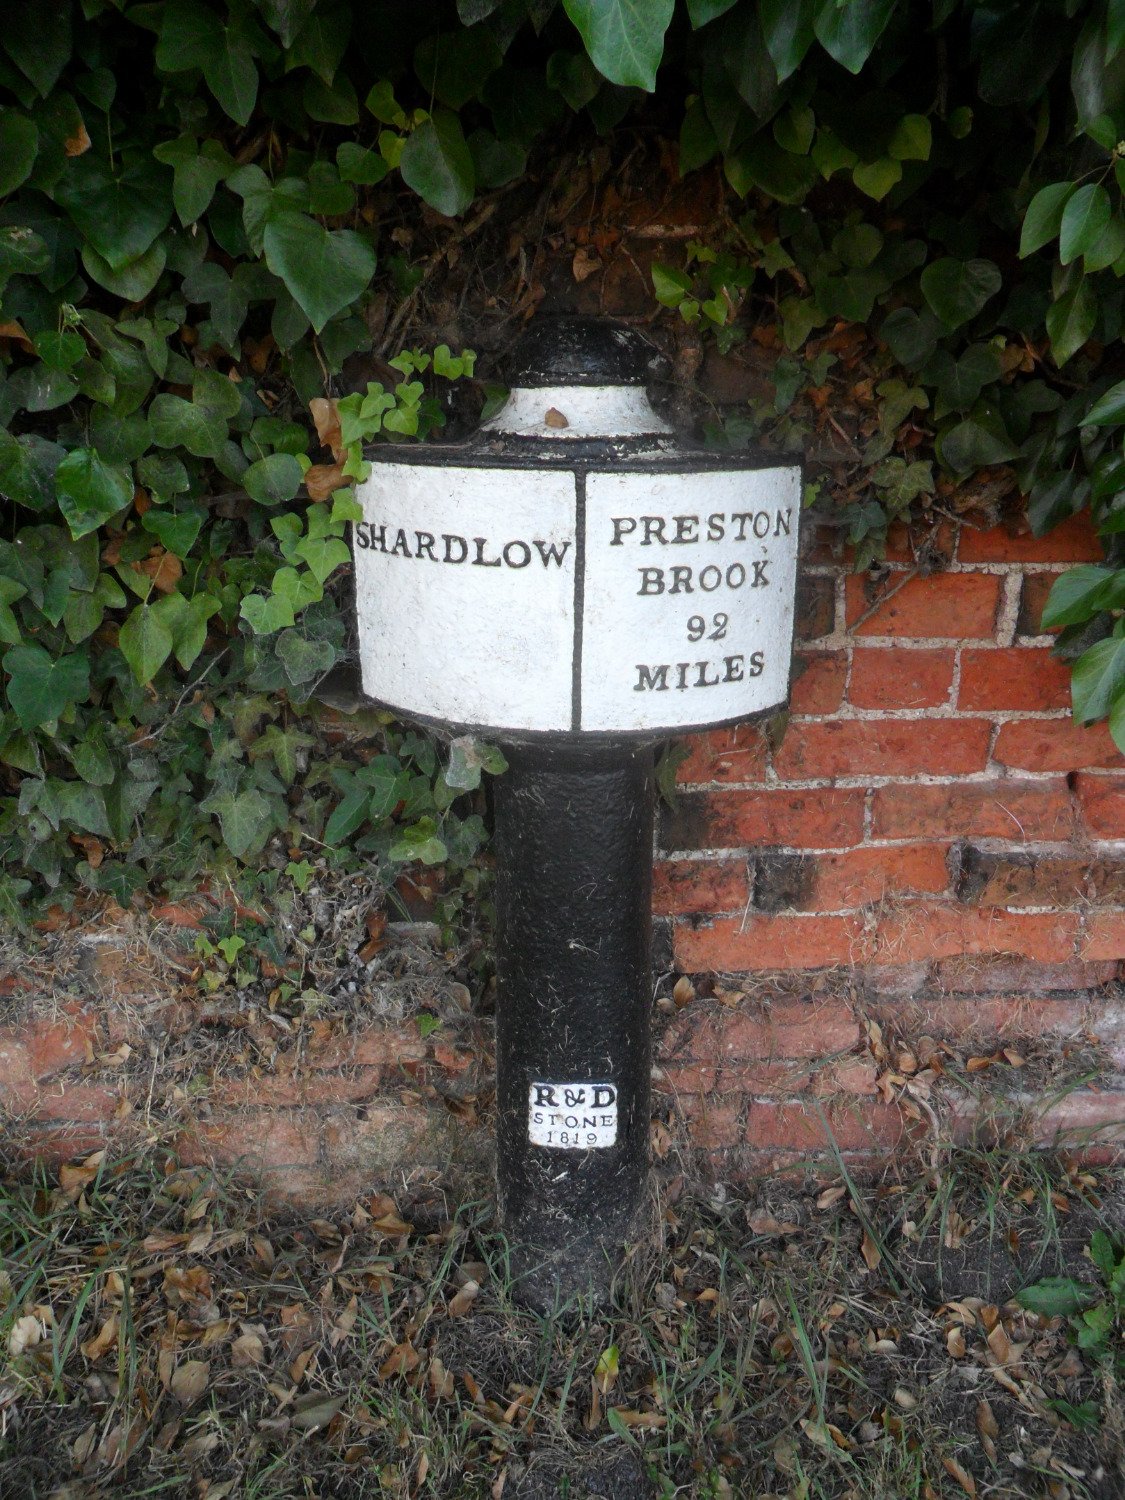 SHARDLOW
PRESTON
BROOK
92
MILES
R&D
STONE
1819